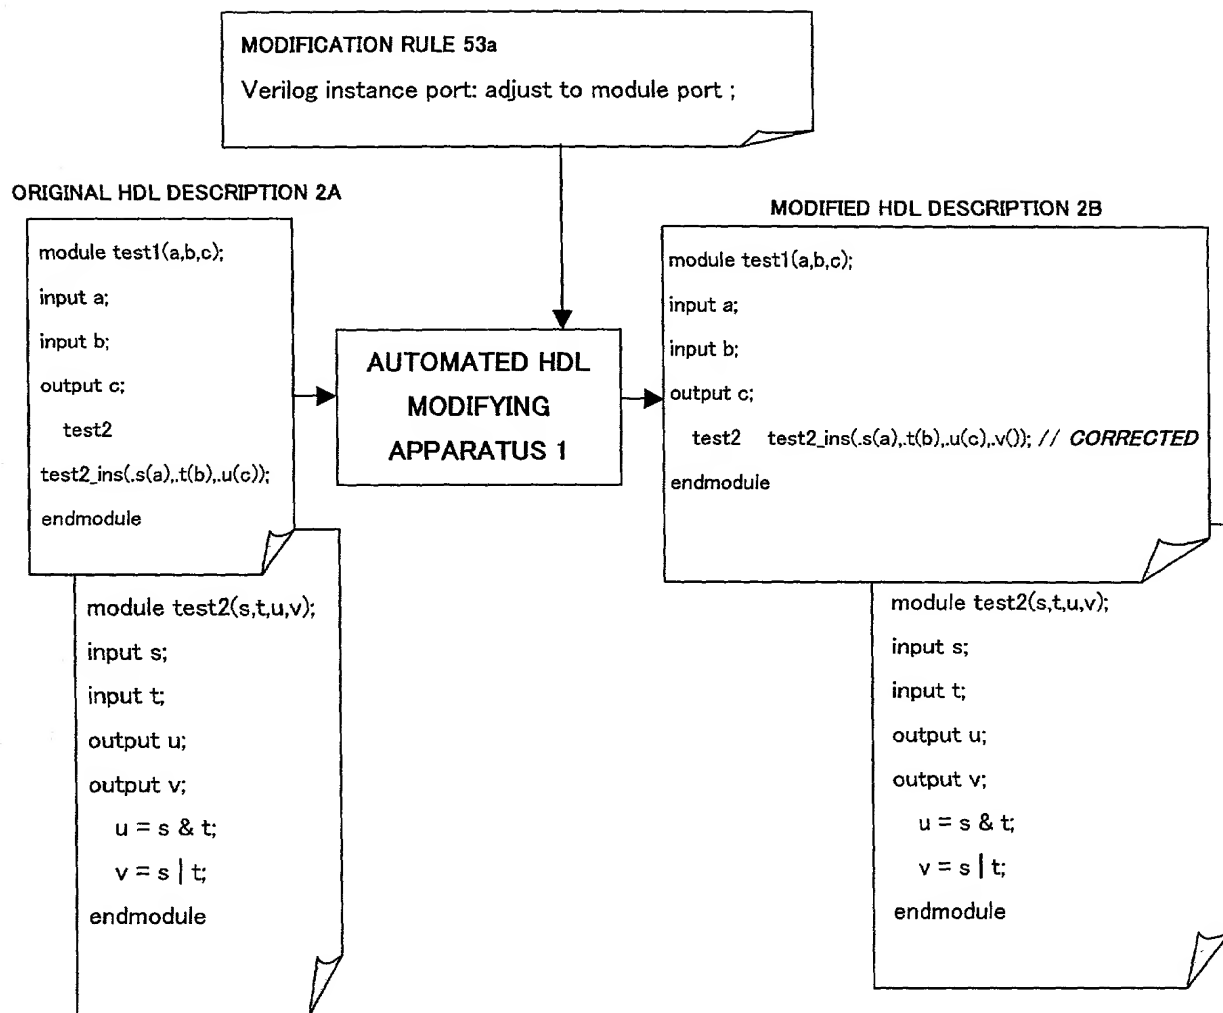 MODIFICATION RULE 53a
Verilog instance port: adjust to module port ;
ORIGINAL HDL DESCRIPTION 2A
module test1(a,b,c);
input a;
input b;
output c;
test2
test2_ins(.s(a),.t(b),.u(c));
endmodule
module test2(s,t,u,v);
input s;
input t;
output u;
output v;
u = s & t;
v = s | t;
endmodule
AUTOMATED HDL
MODIFYING
APPARATUS 1
MODIFIED HDL DESCRIPTION 2B
module test1(a,b,c);
input a;
input b;
output c;
test2 test2_ins(.s(a),.t(b),.u(c),.v()); // CORRECTED
endmodule
module test2(s,t,u,v);
input s;
input t;
output u;
output v;
u = s & t;
v = s | t;
endmodule